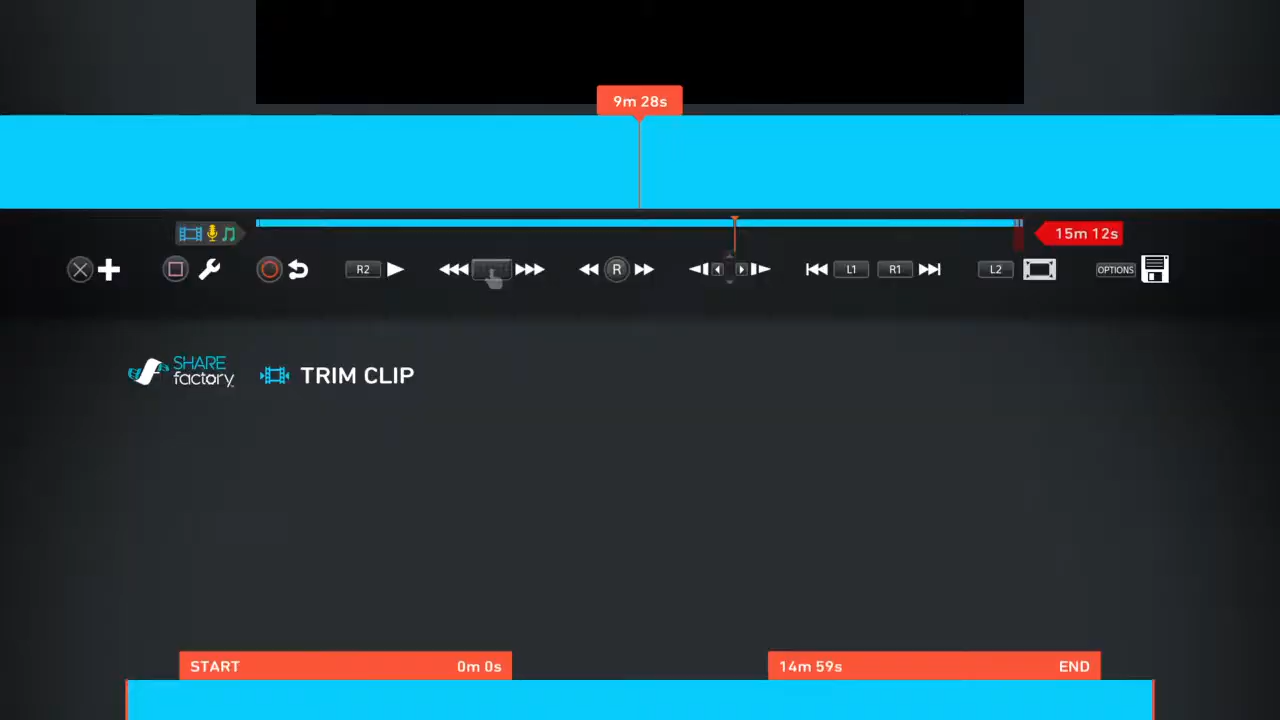 9m 28s
15m 12s
R2 R L1 R1 L2 OPTIONS
SHARE
factory
TRIM CLIP
START 0m 0s 14m 59s END